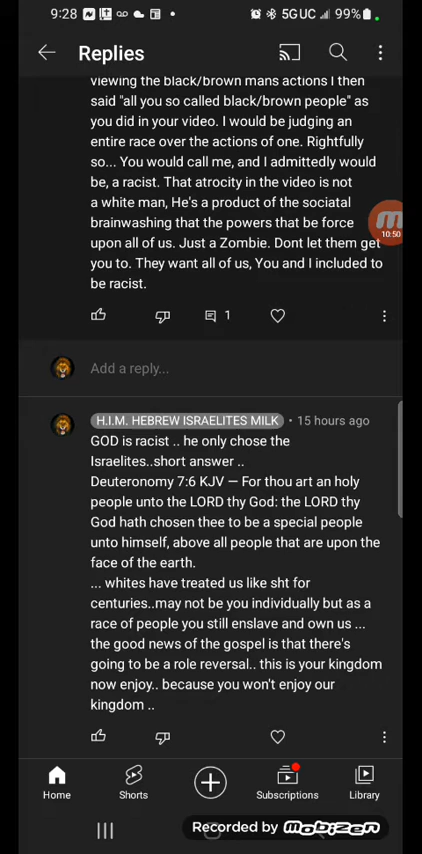 9:28
5GUC 99%
Replies
viewing the black/brown mans actions I then
said "all you so called black/brown people" as
you did in your video. I would be judging an
entire race over the actions of one. Rightfully
so... You would call me, and I admittedly would
be, a racist. That atrocity in the video is not
a white man, He's a product of the sociatal
brainwashing that the powers that be force
upon all of us. Just a Zombie. Dont let them get
you to. They want all of us, You and I included to
be racist.
10:50
1
Add a reply...
H.I.M. HEBREW ISRAELITES MILK • 15 hours ago
GOD is racist .. he only chose the
Israelites..short answer ..
Deuteronomy 7:6 KJV — For thou art an holy
people unto the LORD thy God: the LORD thy
God hath chosen thee to be a special people
unto himself, above all people that are upon the
face of the earth.
... whites have treated us like sht for
centuries..may not be you individually but as a
race of people you still enslave and own us ...
the good news of the gospel is that there's
going to be a role reversal.. this is your kingdom
now enjoy.. because you won't enjoy our
kingdom ..
Home
Shorts
Subscriptions
Library
Recorded by mobizen